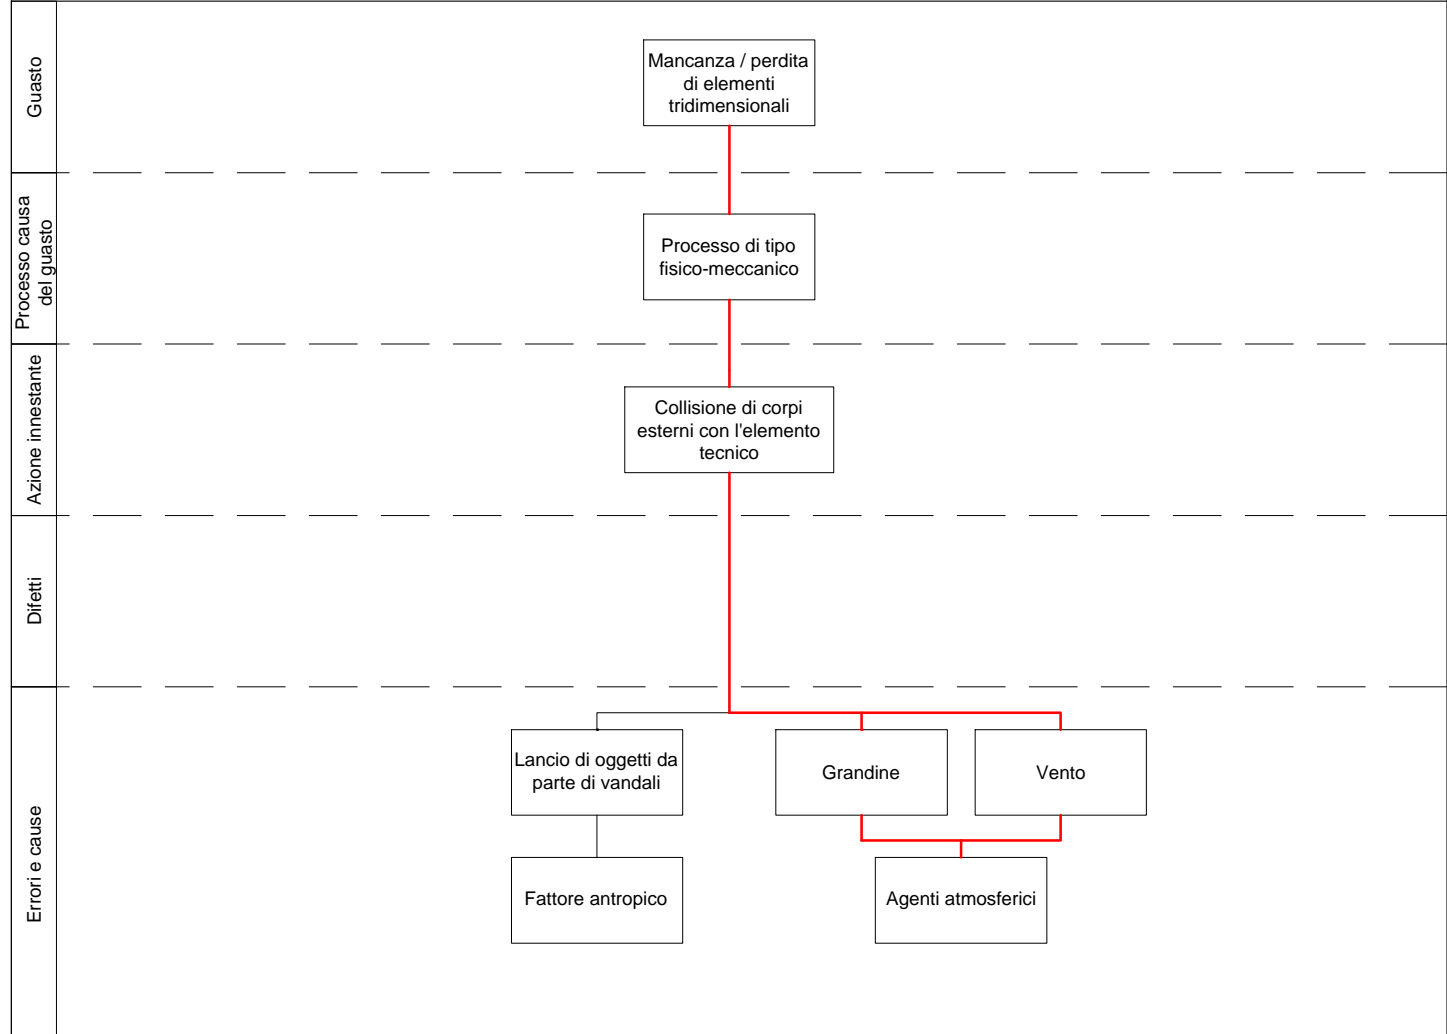 Guasto
Mancanza / perdita
di elementi
tridimensionali
Processo causa
del guasto
Processo di tipo
fisico-meccanico
Azione innestante
Collisione di corpi
esterni con l'elemento
tecnico
Difetti
Errori e cause
Lancio di oggetti da
parte di vandali
Grandine
Vento
Fattore antropico
Agenti atmosferici